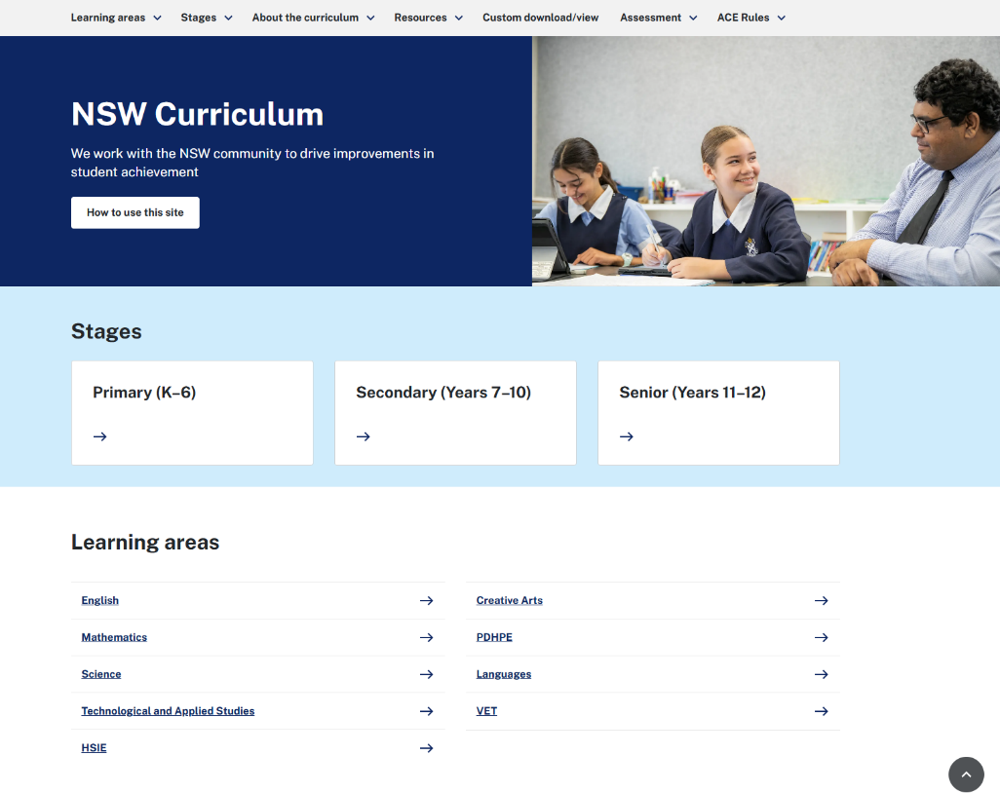 Learning areas
Stages
About the curriculum
Resources
Custom download/view
Assessment
ACE Rules
NSW Curriculum
We work with the NSW community to drive improvements in
student achievement
How to use this site
Stages
Primary (K–6)
Secondary (Years 7–10)
Senior (Years 11–12)
Learning areas
English
Mathematics
Science
Technological and Applied Studies
HSIE
Creative Arts
PDHPE
Languages
VET